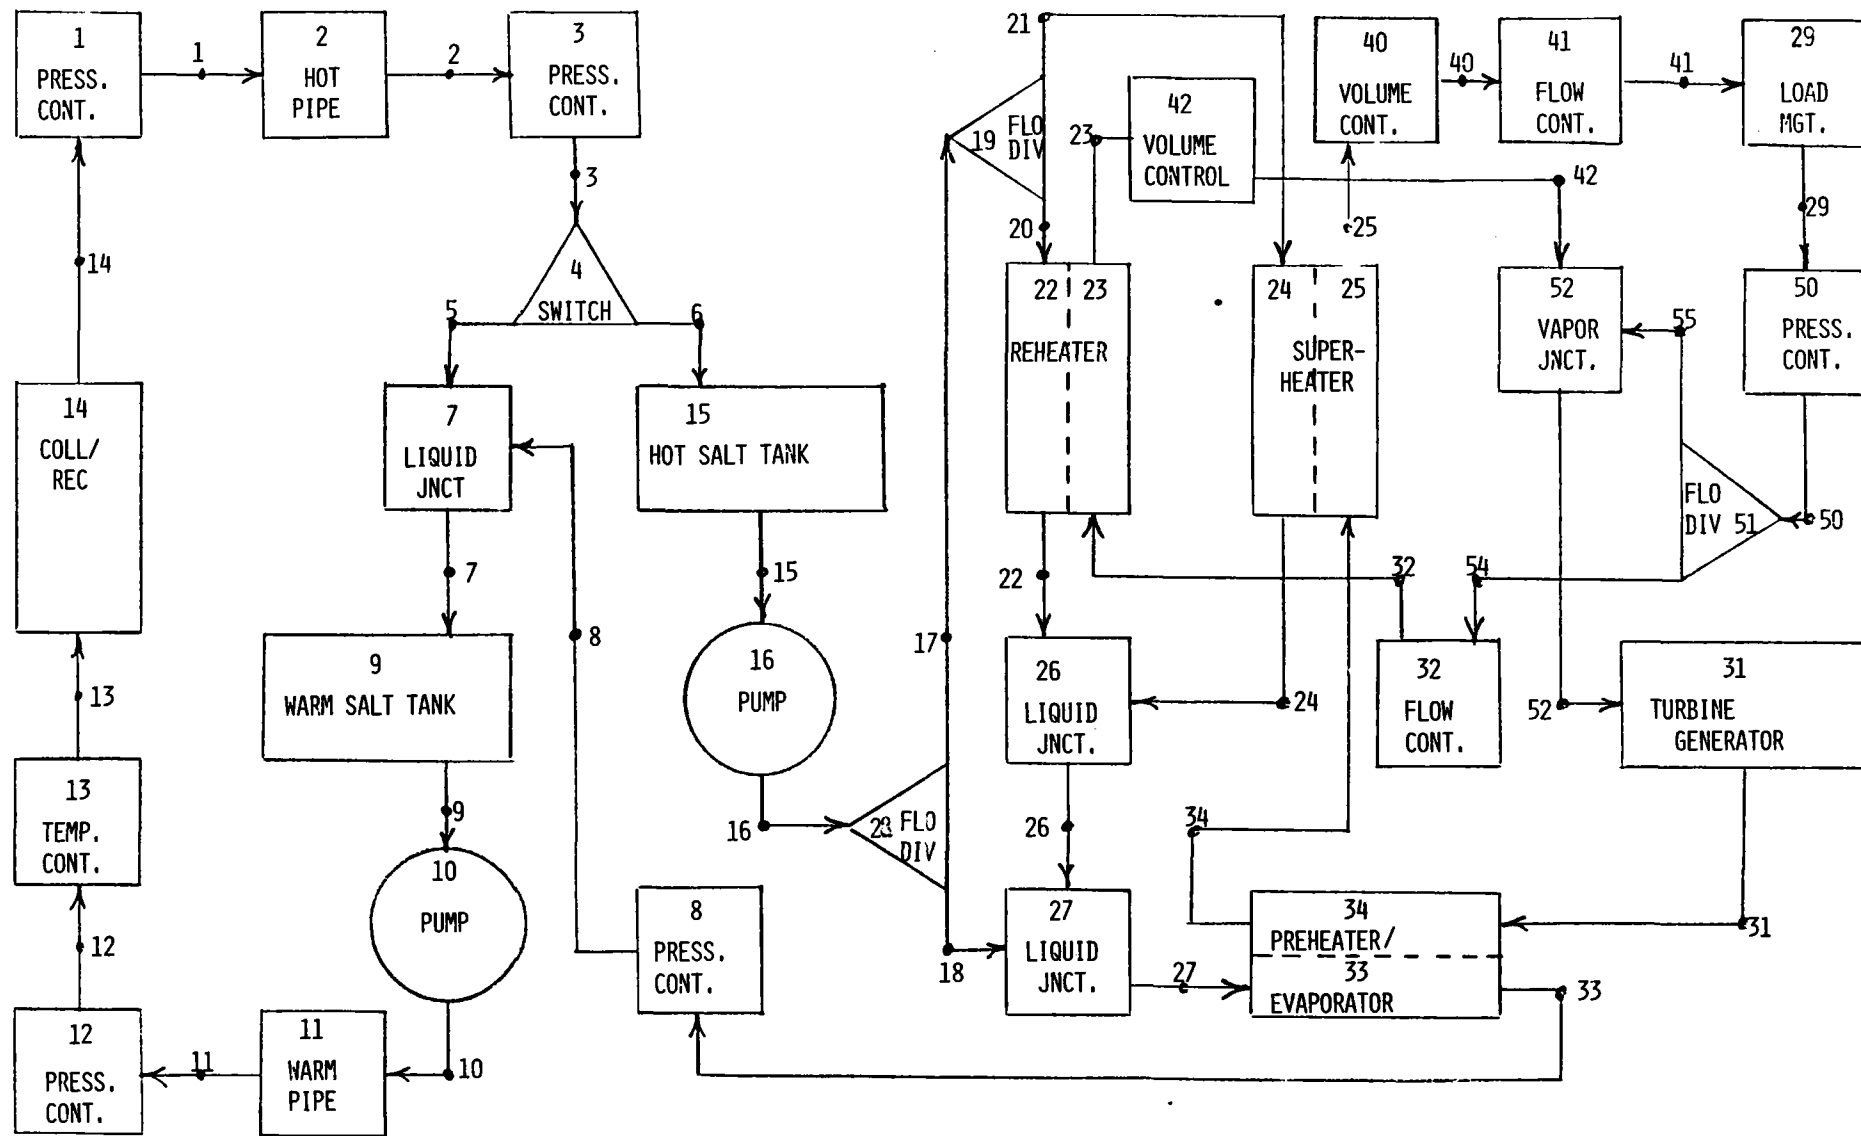 1
PRESS.
CONT.
1
2
HOT
PIPE
2
3
PRESS.
CONT.
3
4
SWITCH
5
6
14
14
COLL/
REC
7
LIQUID
JNCT
15
HOT SALT TANK
7
8
15
9
WARM SALT TANK
16
PUMP
13
13
TEMP.
CONT.
9
10
PUMP
16
17
FLO
DIV
12
8
PRESS.
CONT.
18
12
PRESS.
CONT.
11
11
WARM
PIPE
10
21
19 FLO
DIV
20
23
42
VOLUME
CONTROL
42
40
VOLUME
CONT.
40
41
FLOW
CONT.
41
29
LOAD
MGT.
29
25
22
23
REHEATER
24
25
SUPER-
HEATER
52
VAPOR
JNCT.
55
50
PRESS.
CONT.
FLO
DIV 51
50
22
32
54
26
LIQUID
JNCT.
24
32
FLOW
CONT.
52
31
TURBINE
GENERATOR
26
34
27
LIQUID
JNCT.
27
34
PREHEATER/
33
EVAPORATOR
31
33